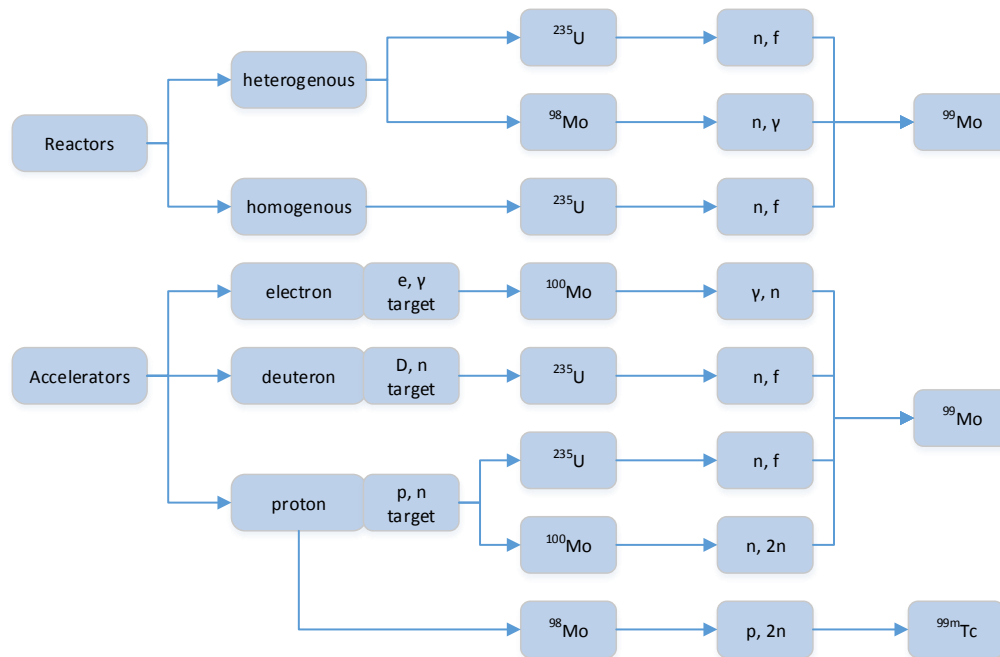 ²³⁵U
n, f
heterogenous
⁹⁸Mo
n, γ
⁹⁹Mo
Reactors
homogenous
²³⁵U
n, f
electron
e, γ
target
¹⁰⁰Mo
γ, n
Accelerators
deuteron
D, n
target
²³⁵U
n, f
⁹⁹Mo
proton
p, n
target
²³⁵U
n, f
¹⁰⁰Mo
n, 2n
⁹⁸Mo
p, 2n
⁹⁹ᵐTc